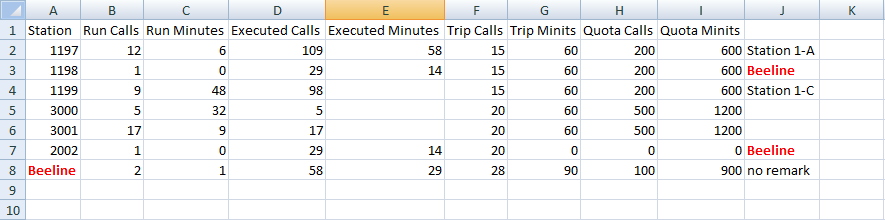 A B C D E F G H I J K
1 Station Run Calls Run Minutes Executed Calls Executed Minutes Trip Calls Trip Minits Quota Calls Quota Minits
2 1197 12 6 109 58 15 60 200 600 Station 1-A
3 1198 1 0 29 14 15 60 200 600 Beeline
4 1199 9 48 98 15 60 200 600 Station 1-C
5 3000 5 32 5 20 60 500 1200
6 3001 17 9 17 20 60 500 1200
7 2002 1 0 29 14 20 0 0 0 Beeline
8 Beeline 2 1 58 29 28 90 100 900 no remark
9
10